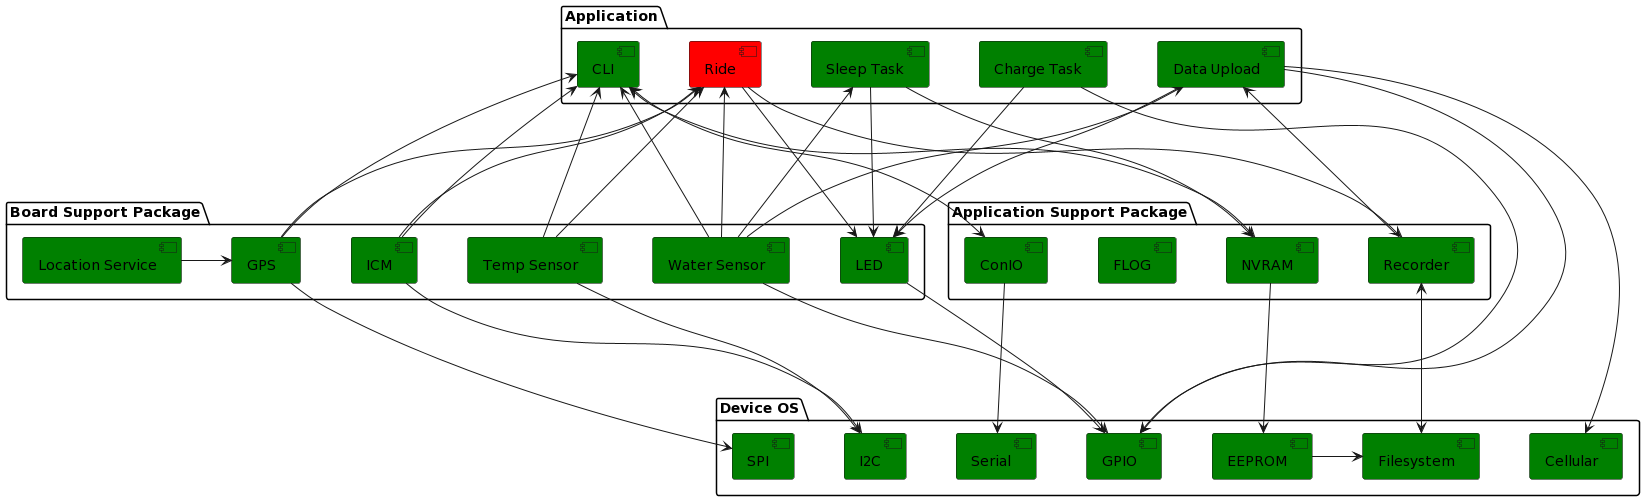 Application
CLI
Ride
Sleep Task
Charge Task
Data Upload
Board Support Package
Location Service
GPS
ICM
Temp Sensor
Water Sensor
LED
Application Support Package
ConIO
FLOG
NVRAM
Recorder
Device OS
SPI
I2C
Serial
GPIO
EEPROM
Filesystem
Cellular